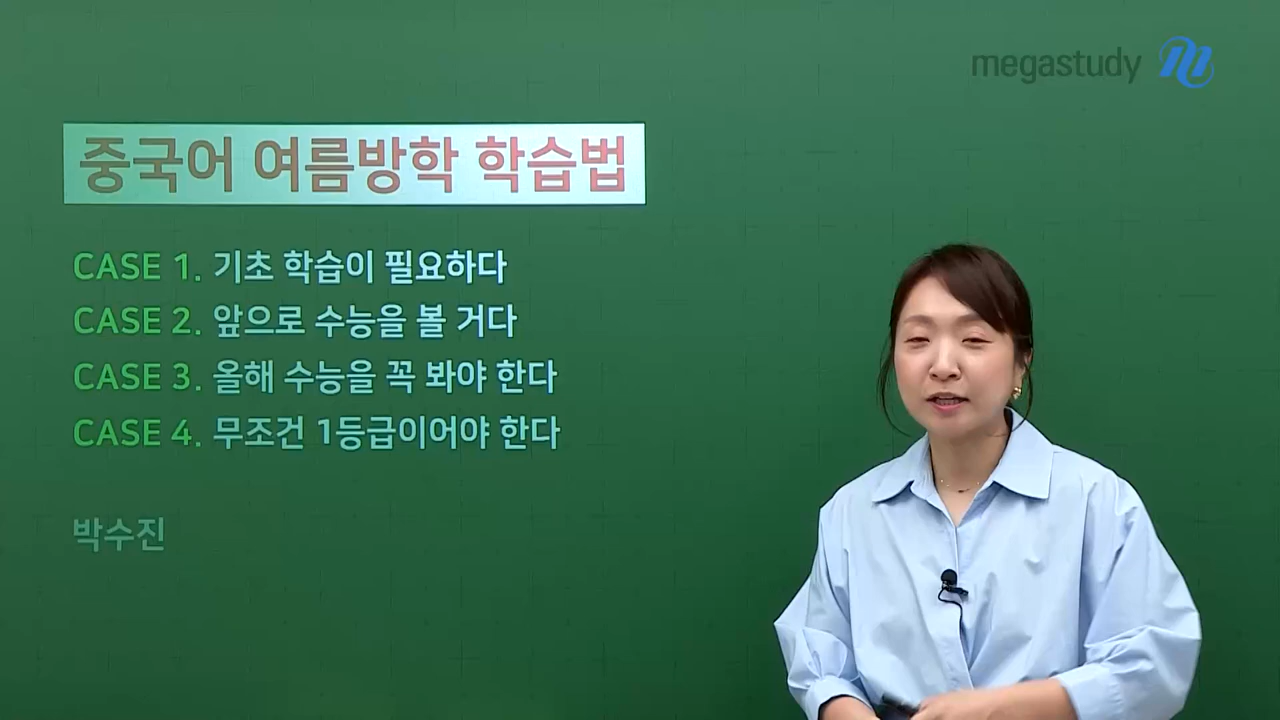 megastudy
중국어 여름방학 학습법
CASE 1. 기초 학습이 필요하다
CASE 2. 앞으로 수능을 볼 거다
CASE 3. 올해 수능을 꼭 봐야 한다
CASE 4. 무조건 1등급이어야 한다
박수진